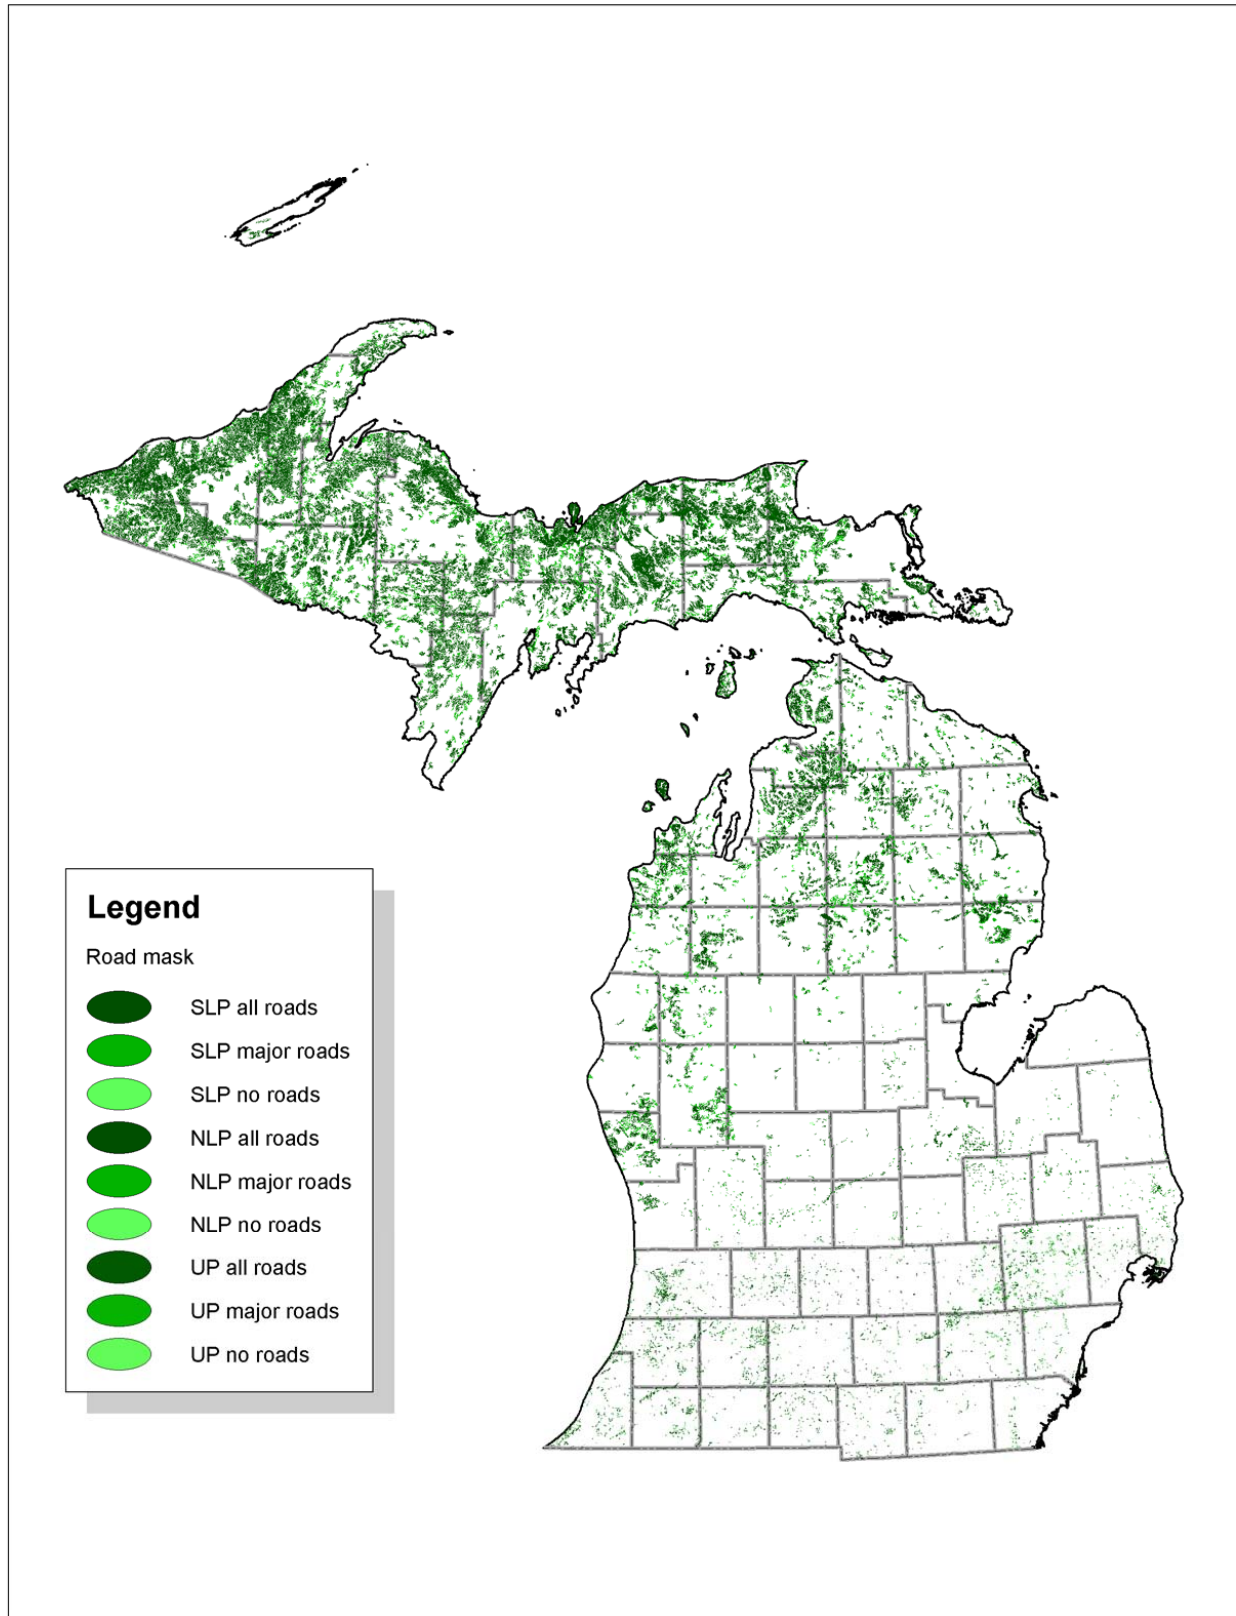 Legend
Road mask
SLP all roads
SLP major roads
SLP no roads
NLP all roads
NLP major roads
NLP no roads
UP all roads
UP major roads
UP no roads